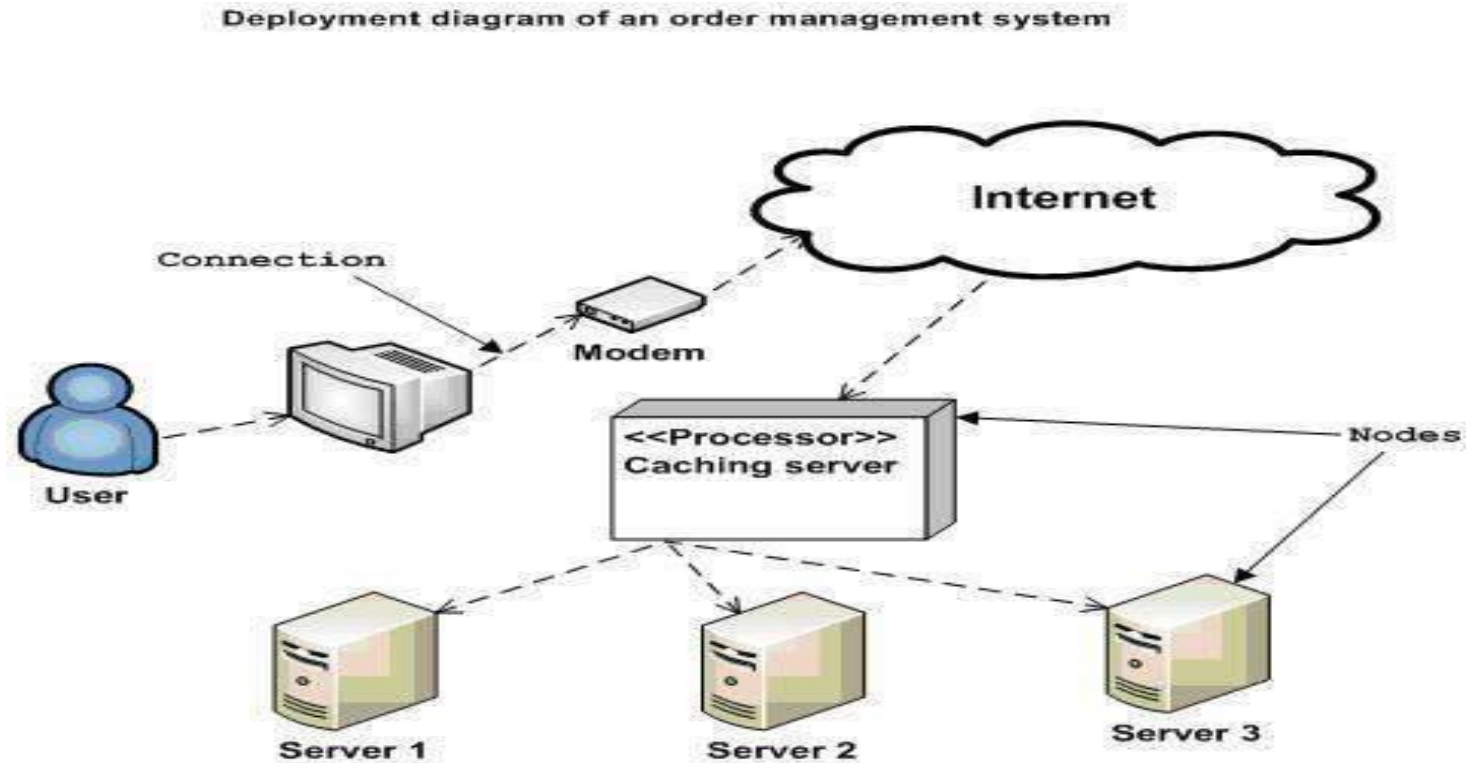 Deployment diagram of an order management system
Internet
Connection
Modem
<<Processor>>
Caching server
Nodes
User
Server 1
Server 2
Server 3